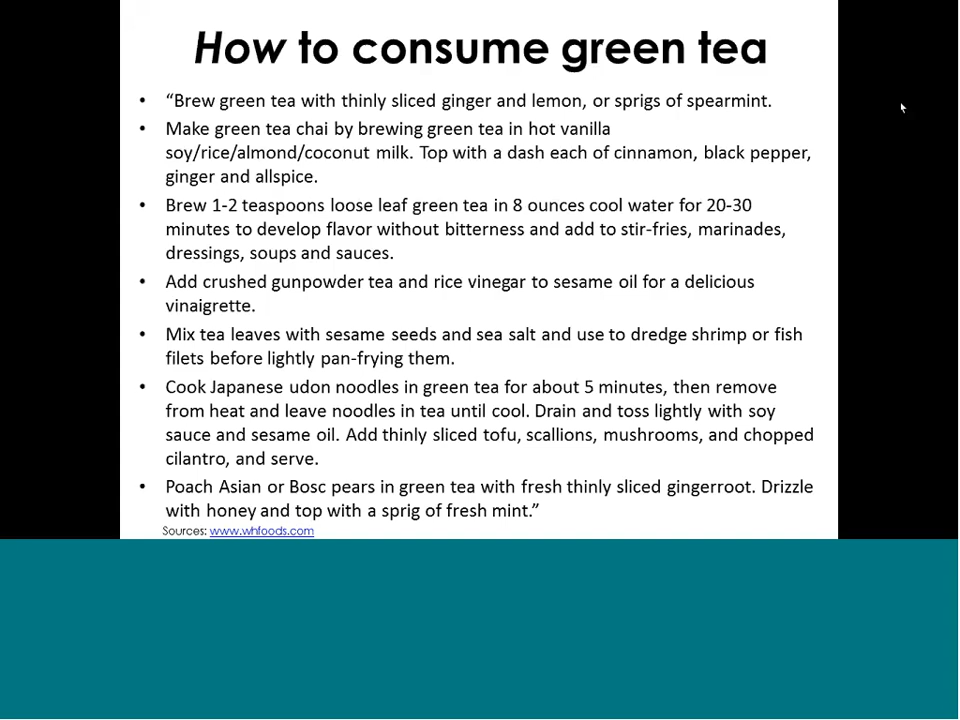 How to consume green tea
• “Brew green tea with thinly sliced ginger and lemon, or sprigs of spearmint.
• Make green tea chai by brewing green tea in hot vanilla
soy/rice/almond/coconut milk. Top with a dash each of cinnamon, black pepper,
ginger and allspice.
• Brew 1-2 teaspoons loose leaf green tea in 8 ounces cool water for 20-30
minutes to develop flavor without bitterness and add to stir-fries, marinades,
dressings, soups and sauces.
• Add crushed gunpowder tea and rice vinegar to sesame oil for a delicious
vinaigrette.
• Mix tea leaves with sesame seeds and sea salt and use to dredge shrimp or fish
filets before lightly pan-frying them.
• Cook Japanese udon noodles in green tea for about 5 minutes, then remove
from heat and leave noodles in tea until cool. Drain and toss lightly with soy
sauce and sesame oil. Add thinly sliced tofu, scallions, mushrooms, and chopped
cilantro, and serve.
• Poach Asian or Bosc pears in green tea with fresh thinly sliced gingerroot. Drizzle
with honey and top with a sprig of fresh mint.”
Sources: www.whfoods.com